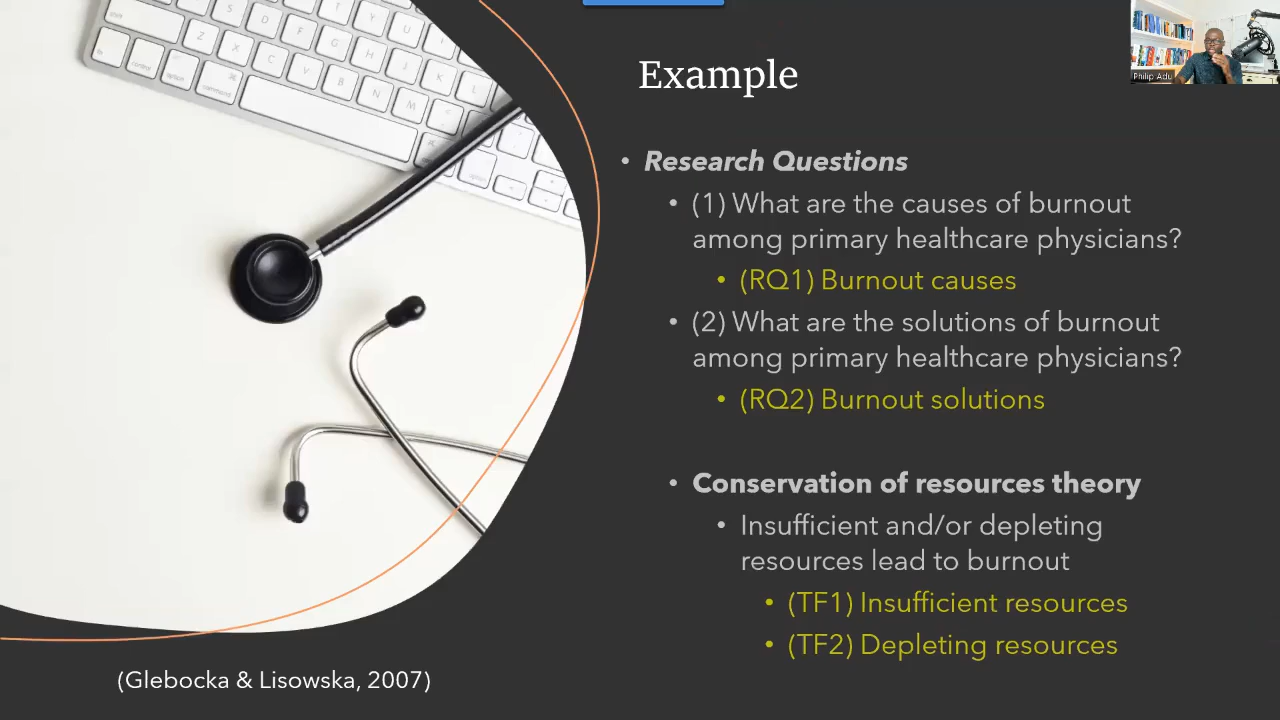 Example
Philip Adu
• Research Questions
• (1) What are the causes of burnout
among primary healthcare physicians?
• (RQ1) Burnout causes
• (2) What are the solutions of burnout
among primary healthcare physicians?
• (RQ2) Burnout solutions
• Conservation of resources theory
• Insufficient and/or depleting
resources lead to burnout
• (TF1) Insufficient resources
• (TF2) Depleting resources
(Glebocka & Lisowska, 2007)